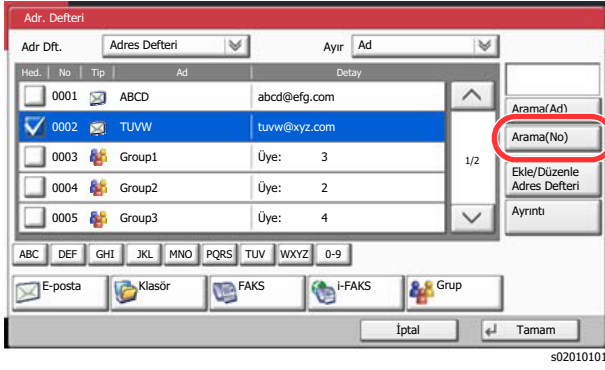 Adr. Defteri
Adr Dft. Adres Defteri Ayır Ad
Hed. No Tip Ad Detay
0001 ABCD abcd@efg.com
0002 TUVW tuvw@xyz.com
0003 Group1 Üye: 3
0004 Group2 Üye: 2
0005 Group3 Üye: 4
1/2
Arama(Ad)
Arama(No)
Ekle/Düzenle
Adres Defteri
Ayrıntı
ABC DEF GHI JKL MNO PQRS TUV WXYZ 0-9
E-posta Klasör FAKS i-FAKS Grup
İptal Tamam
s02010101